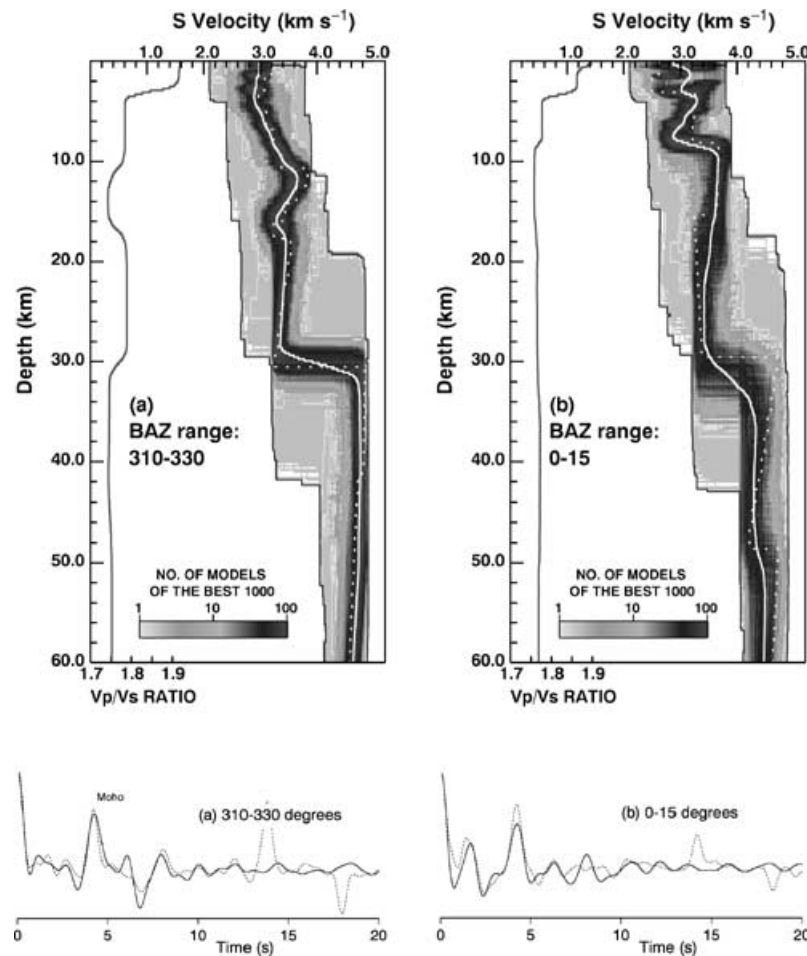 S Velocity (km s⁻¹)
1.0 2.0 3.0 4.0 5.0
10.0
20.0
30.0
40.0
50.0
60.0
Depth (km)
(a)
BAZ range:
310-330
NO. OF MODELS
OF THE BEST 1000
1 10 100
1.7 1.8 1.9
Vp/Vs RATIO
S Velocity (km s⁻¹)
1.0 2.0 3.0 4.0 5.0
10.0
20.0
30.0
40.0
50.0
60.0
Depth (km)
(b)
BAZ range:
0-15
NO. OF MODELS
OF THE BEST 1000
1 10 100
1.7 1.8 1.9
Vp/Vs RATIO
Moho
(a) 310-330 degrees
0 5 10 15 20
Time (s)
(b) 0-15 degrees
0 5 10 15 20
Time (s)